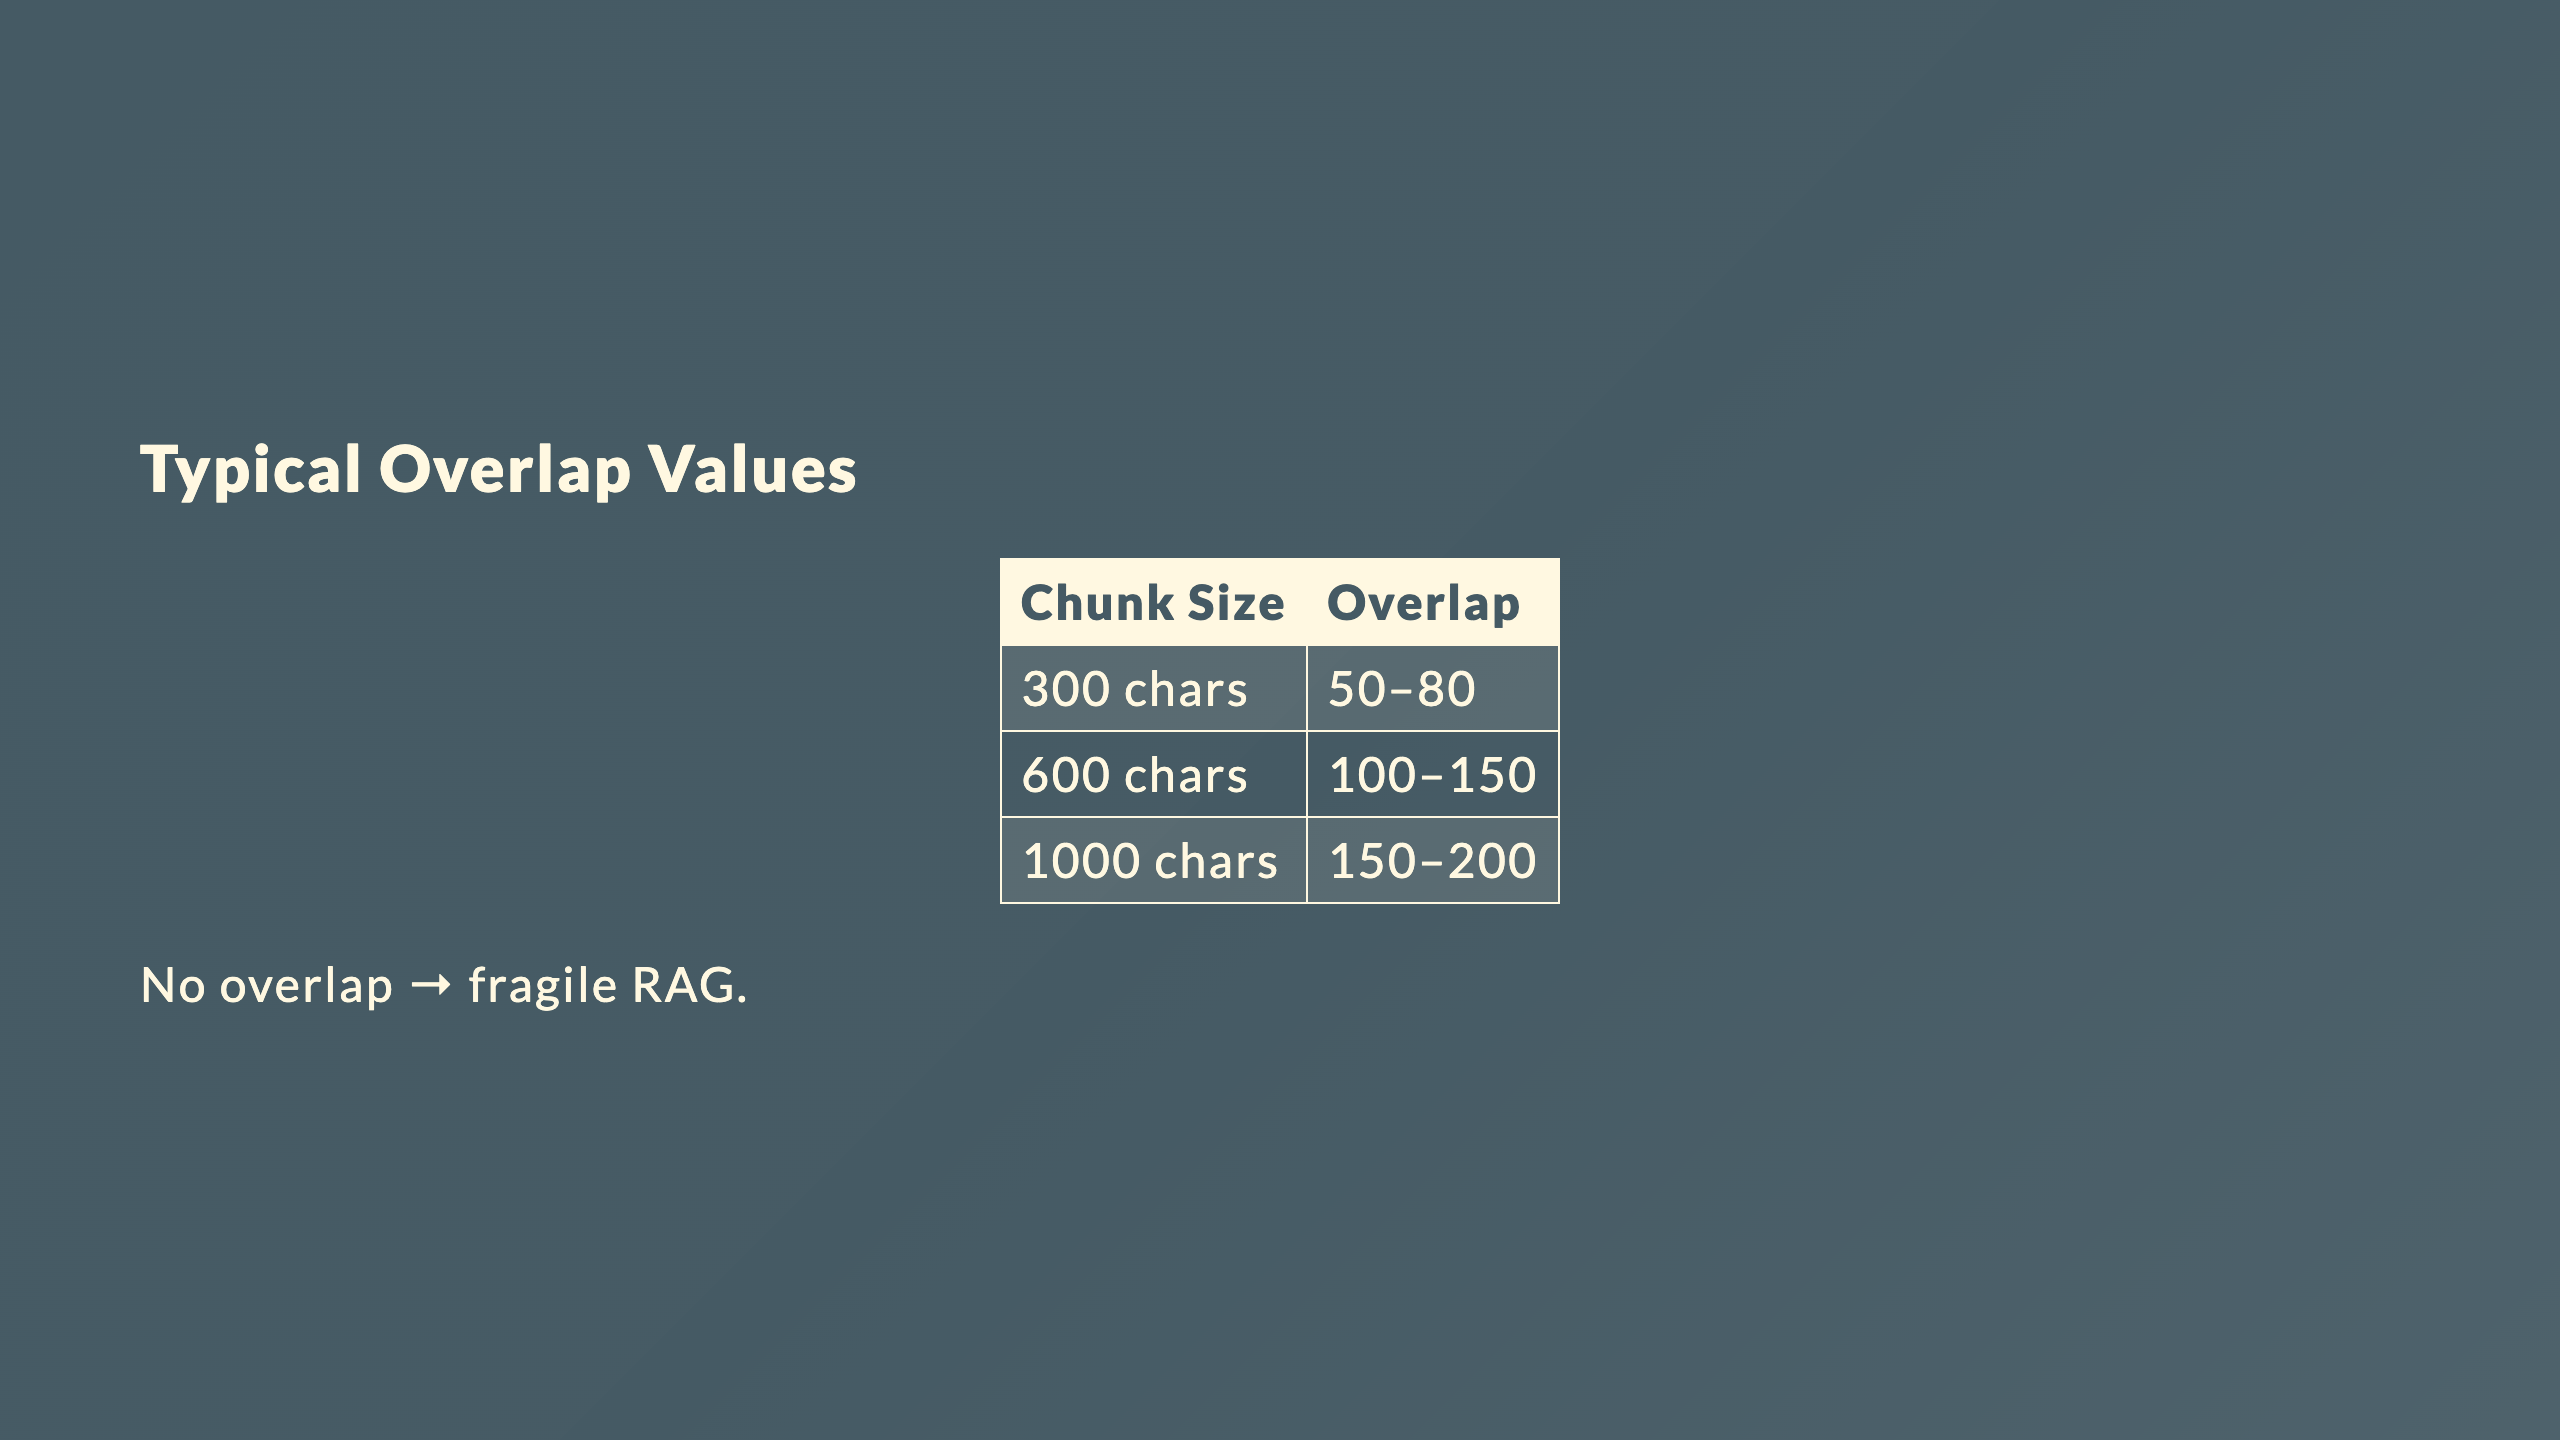 Typical Overlap Values
Chunk Size Overlap
300 chars 50–80
600 chars 100–150
1000 chars 150–200
No overlap → fragile RAG.